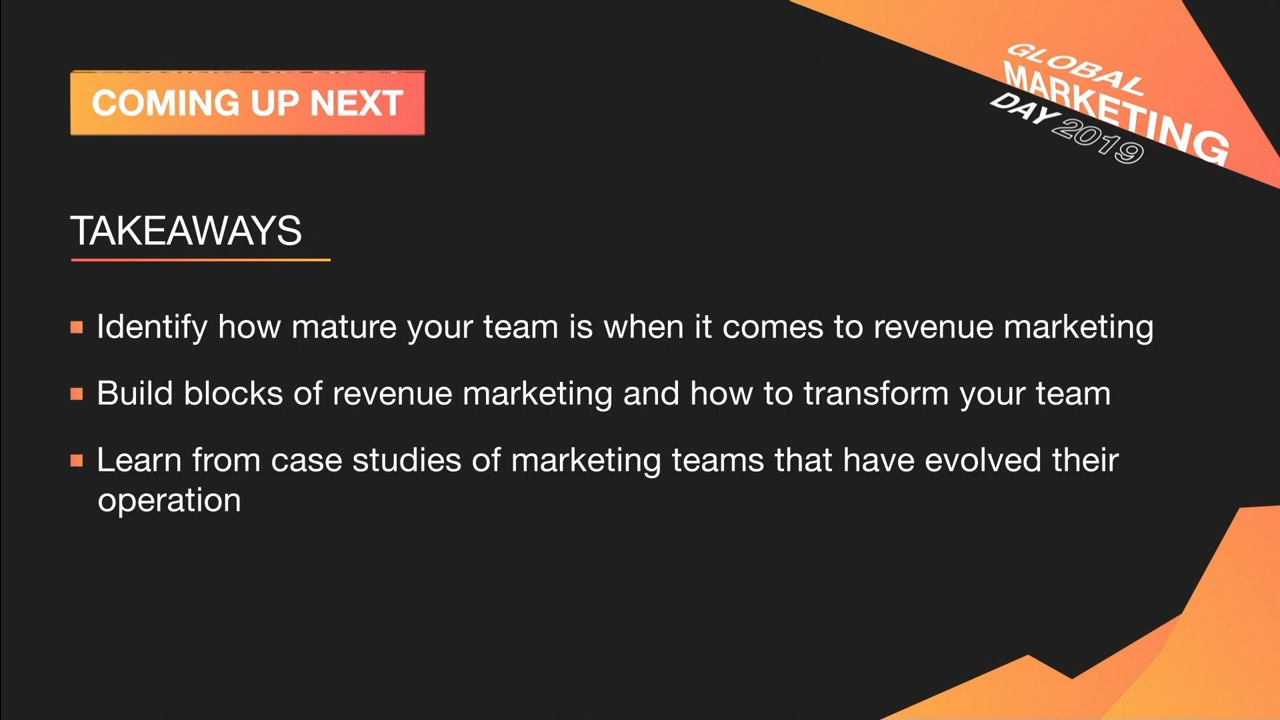 COMING UP NEXT
GLOBAL
MARKETING
DAY 2019
TAKEAWAYS
Identify how mature your team is when it comes to revenue marketing
Build blocks of revenue marketing and how to transform your team
Learn from case studies of marketing teams that have evolved their
operation